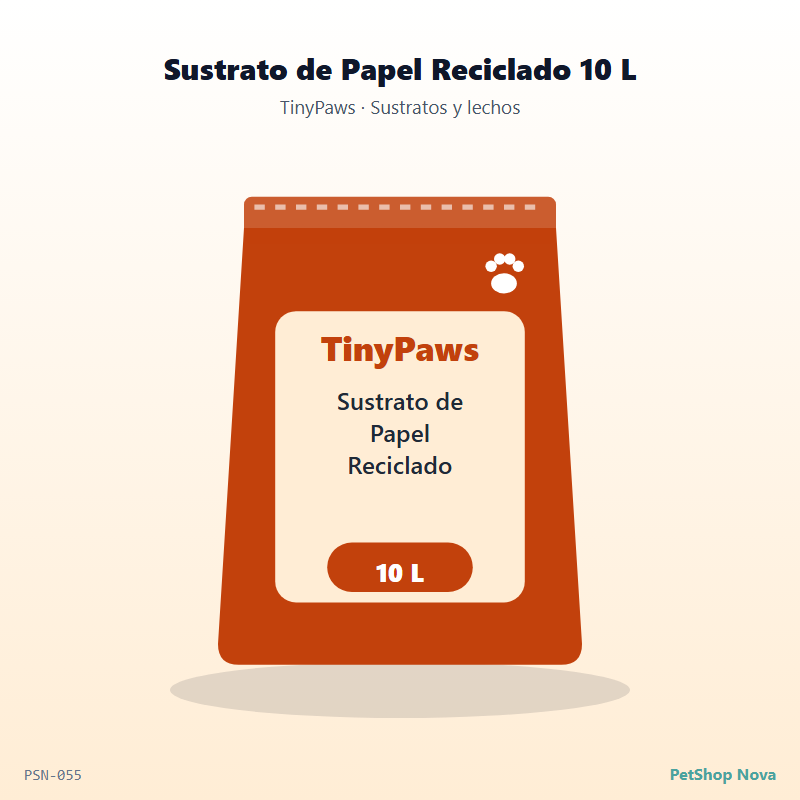 Sustrato de Papel Reciclado 10 L
TinyPaws · Sustratos y lechos
TinyPaws
Sustrato de
Papel
Reciclado
10 L
PSN-055
PetShop Nova